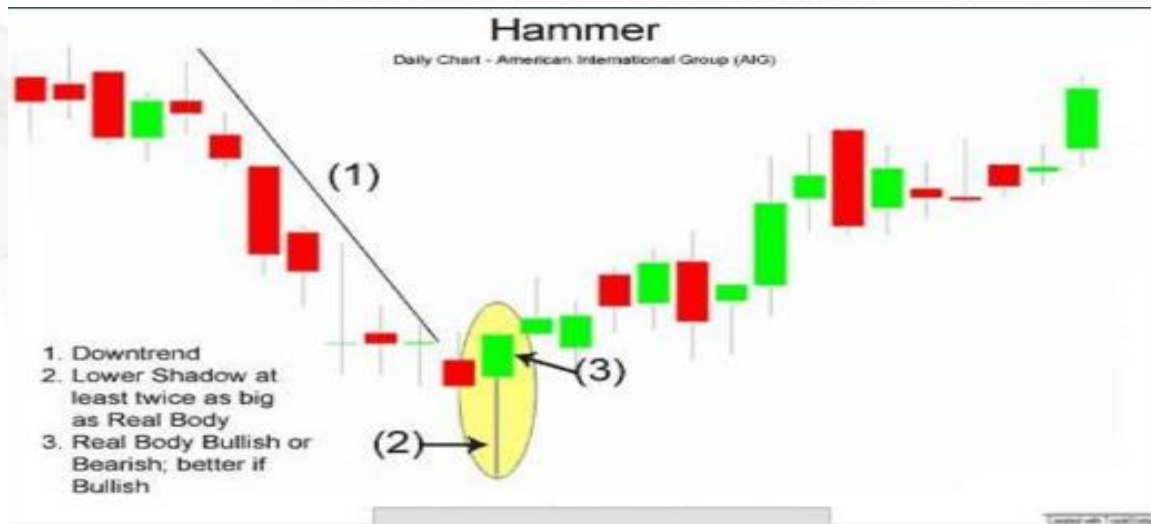 Hammer
Daily Chart - American International Group (AIG)
(1)
(3)
(2)
1. Downtrend
2. Lower Shadow at
least twice as big
as Real Body
3. Real Body Bullish or
Bearish; better if
Bullish